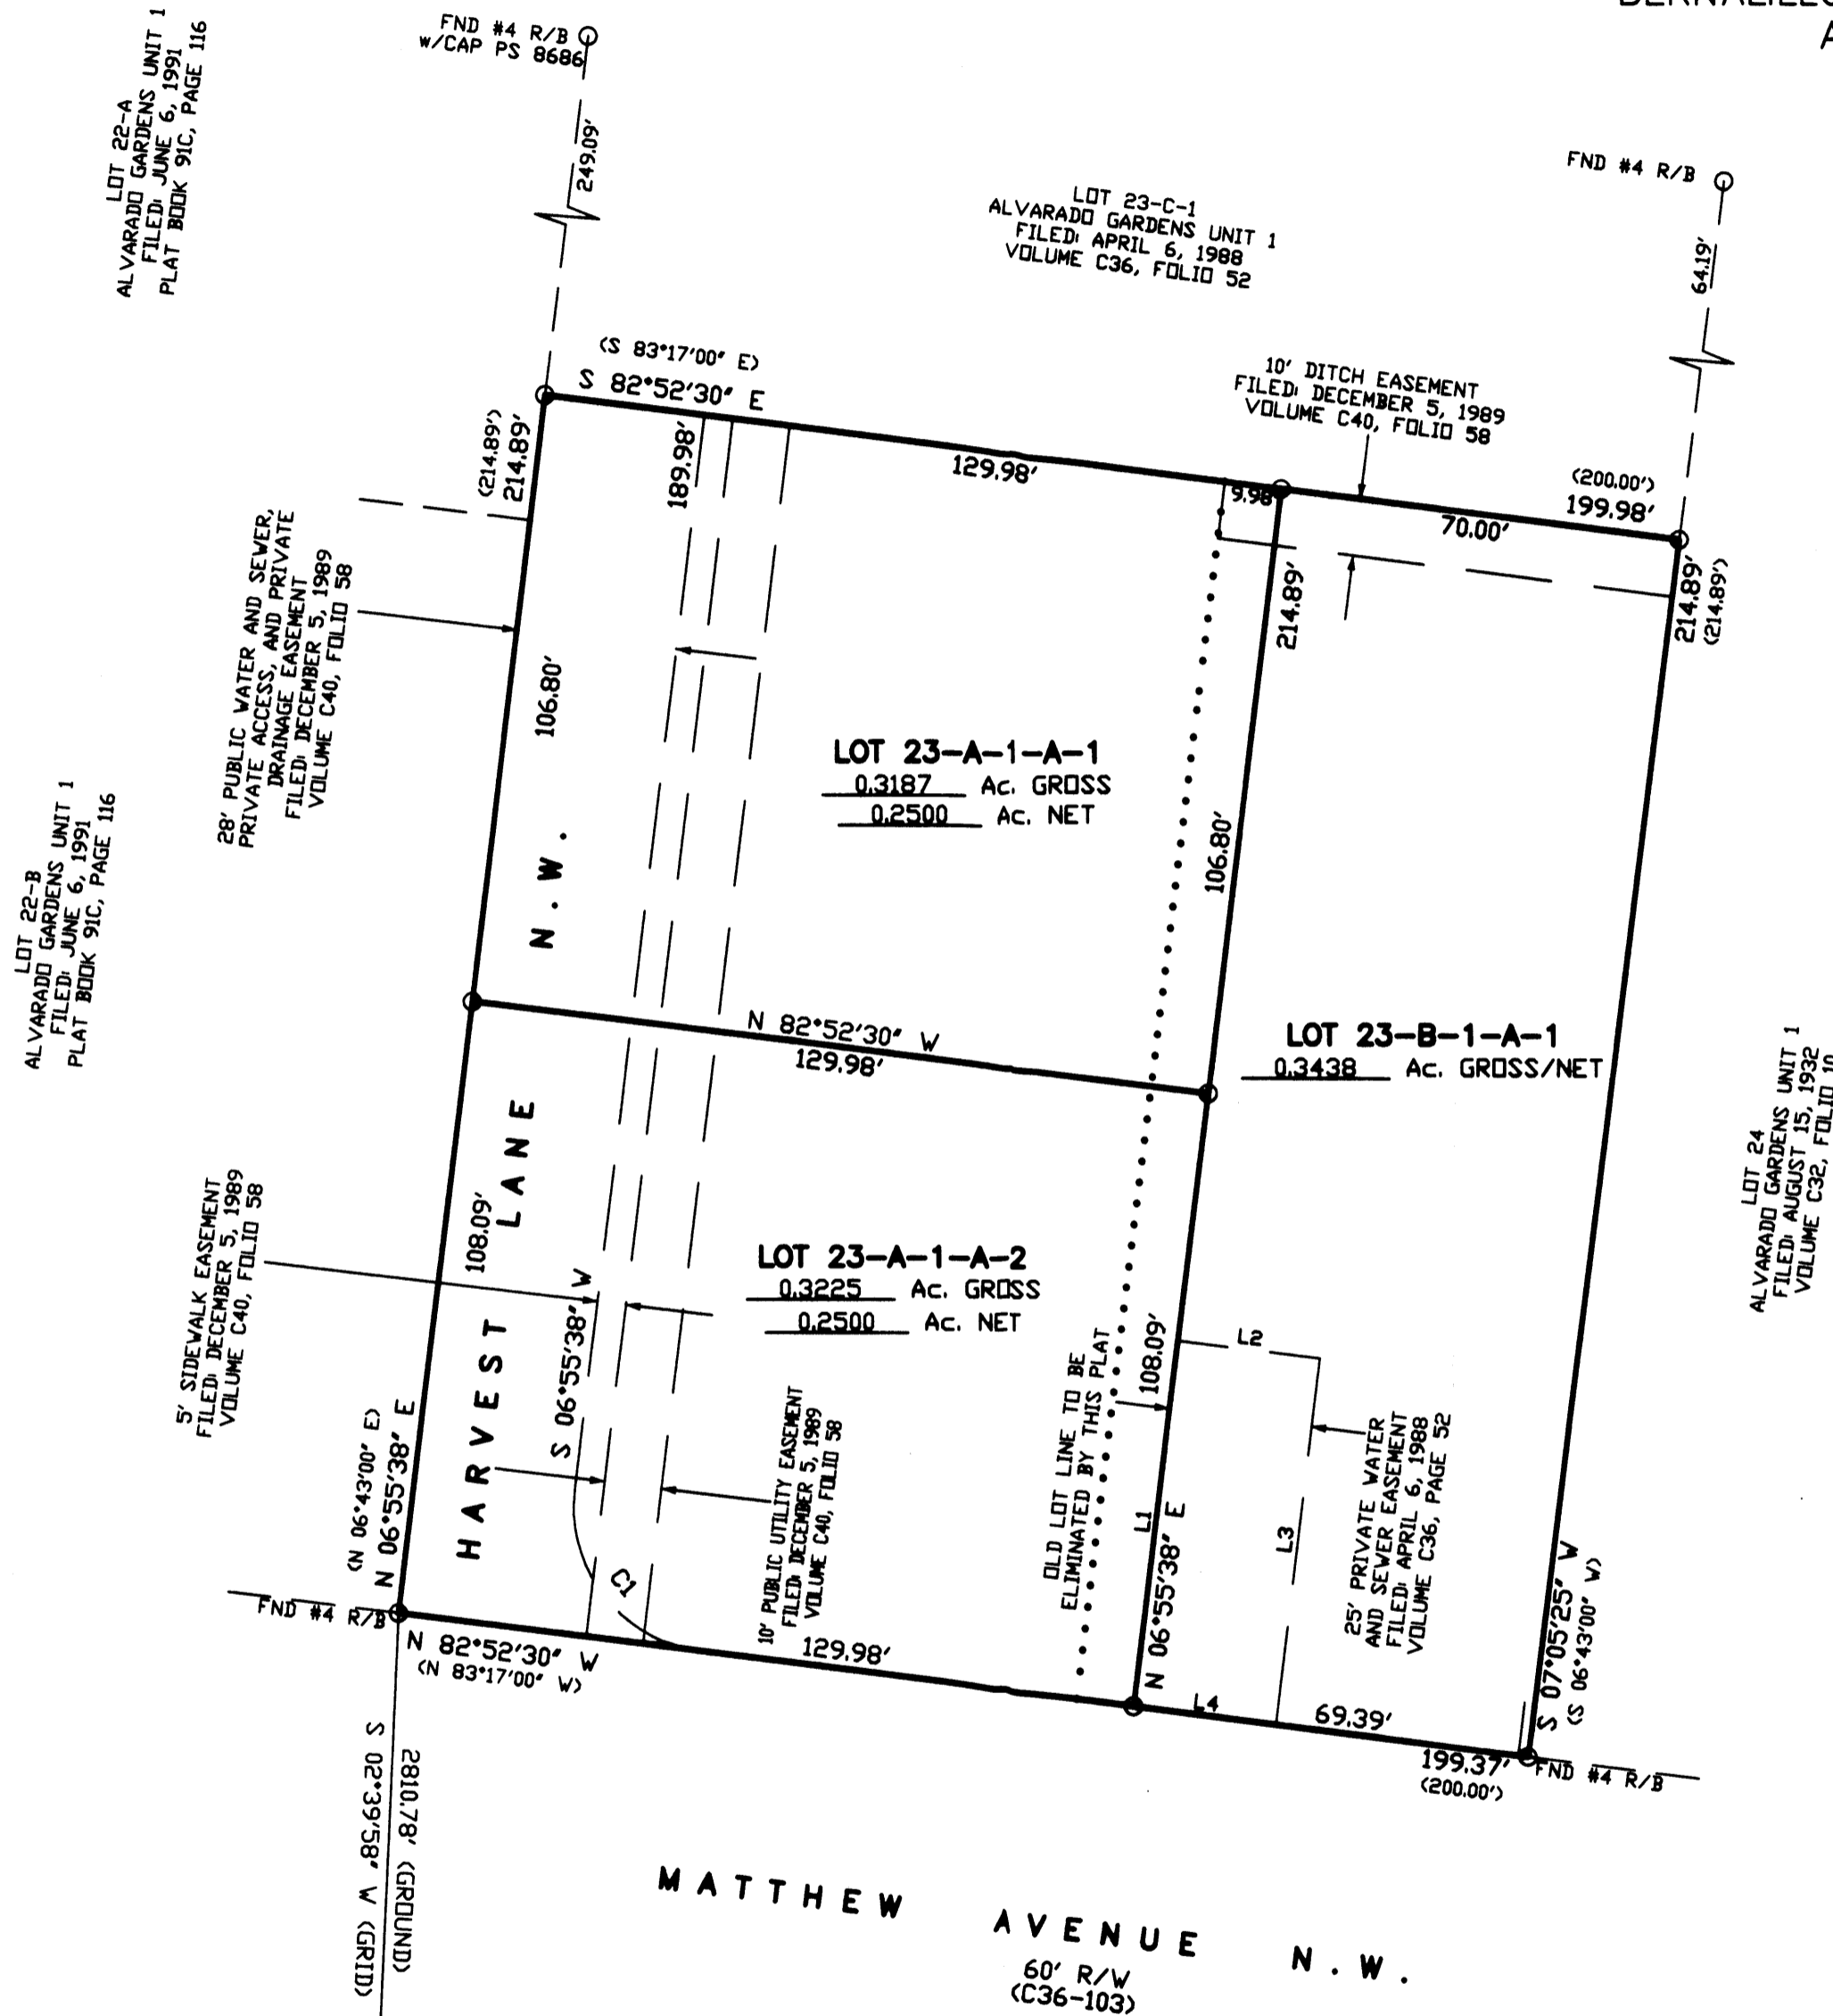 FND #4 R/B
w/CAP PS 8686
249.09'
LOT 22-A
ALVARADO GARDENS UNIT 1
FILED: JUNE 6, 1991
PLAT BOOK 91C, PAGE 116
LOT 23-C-1
ALVARADO GARDENS UNIT 1
FILED: APRIL 6, 1988
VOLUME C36, FOLIO 52
FND #4 R/B
64.19'
(S 83°17'00" E)
S 82°52'30" E
129.98'
10' DITCH EASEMENT
FILED: DECEMBER 5, 1989
VOLUME C40, FOLIO 58
(200.00')
199.98'
9.98
70.00'
(214.89')
214.89'
189.98'
214.89'
214.89'
(214.89')
28' PUBLIC WATER AND SEWER,
PRIVATE ACCESS, AND PRIVATE
DRAINAGE EASEMENT
FILED: DECEMBER 5, 1989
VOLUME C40, FOLIO 58
106.80'
LOT 23-A-1-A-1
0.3187 Ac. GROSS
0.2500 Ac. NET
106.80'
LOT 22-B
ALVARADO GARDENS UNIT 1
FILED: JUNE 6, 1991
PLAT BOOK 91C, PAGE 116
N 82°52'30" W
129.98'
LOT 23-B-1-A-1
0.3438 Ac. GROSS/NET
LOT 24
ALVARADO GARDENS UNIT 1
FILED: AUGUST 15, 1932
VOLUME C32, FOLIO 10
HARVEST LANE N.W.
108.09'
5' SIDEWALK EASEMENT
FILED: DECEMBER 5, 1989
VOLUME C40, FOLIO 58
S 06°55'38" W
LOT 23-A-1-A-2
0.3225 Ac. GROSS
0.2500 Ac. NET
108.09'
L2
OLD LOT LINE TO BE
ELIMINATED BY THIS PLAT
10' PUBLIC UTILITY EASEMENT
FILED: DECEMBER 5, 1989
VOLUME C40, FOLIO 58
25' PRIVATE WATER
AND SEWER EASEMENT
FILED: APRIL 6, 1988
VOLUME C36, PAGE 52
L1
L3
N 06°55'38" E
(N 06°43'00" E)
N 06°55'38" E
C1
S 07°05'25" W
(S 06°43'00" W)
FND #4 R/B
N 82°52'30" W
(N 83°17'00" W)
129.98'
L4
69.39'
199.37'
(200.00')
FND #4 R/B
2810.78' (GROUND)
S 02°39'58" W (GRID)
MATTHEW AVENUE N.W.
60' R/W
(C36-103)